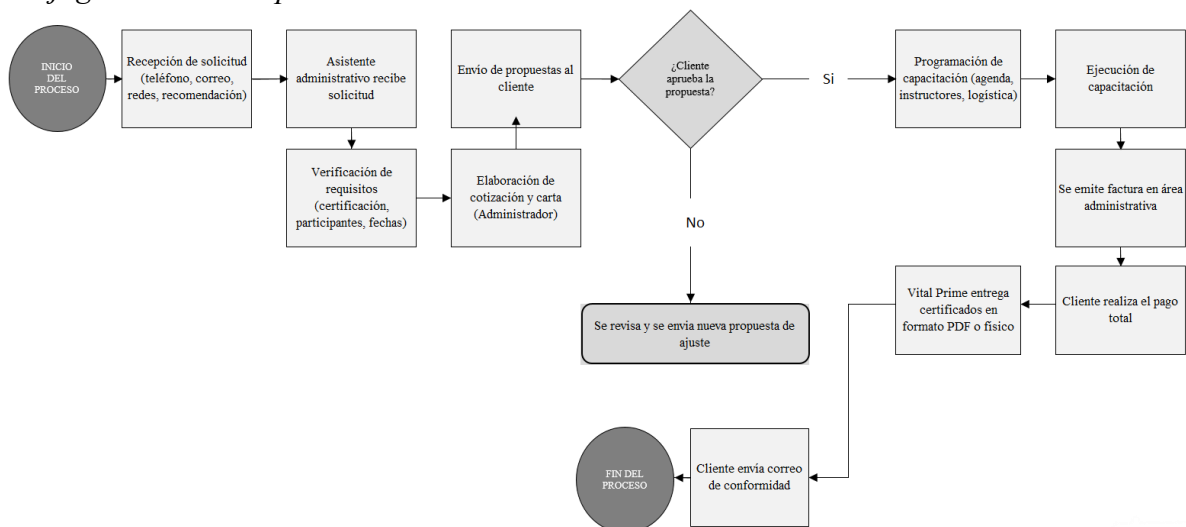 INICIO
DEL
PROCESO
Recepción de solicitud
(teléfono, correo,
redes, recomendación)
Asistente
administrativo recibe
solicitud
Verificación de
requisitos
(certificación,
participantes, fechas)
Elaboración de
cotización y carta
(Administrador)
Envío de propuestas al
cliente
¿Cliente
aprueba la
propuesta?
Si
Programación de
capacitación (agenda,
instructores, logística)
Ejecución de
capacitación
Se emite factura en área
administrativa
Cliente realiza el pago
total
Vital Prime entrega
certificados en
formato PDF o físico
No
Se revisa y se envia nueva propuesta de
ajuste
Cliente envía correo
de conformidad
FIN DEL
PROCESO